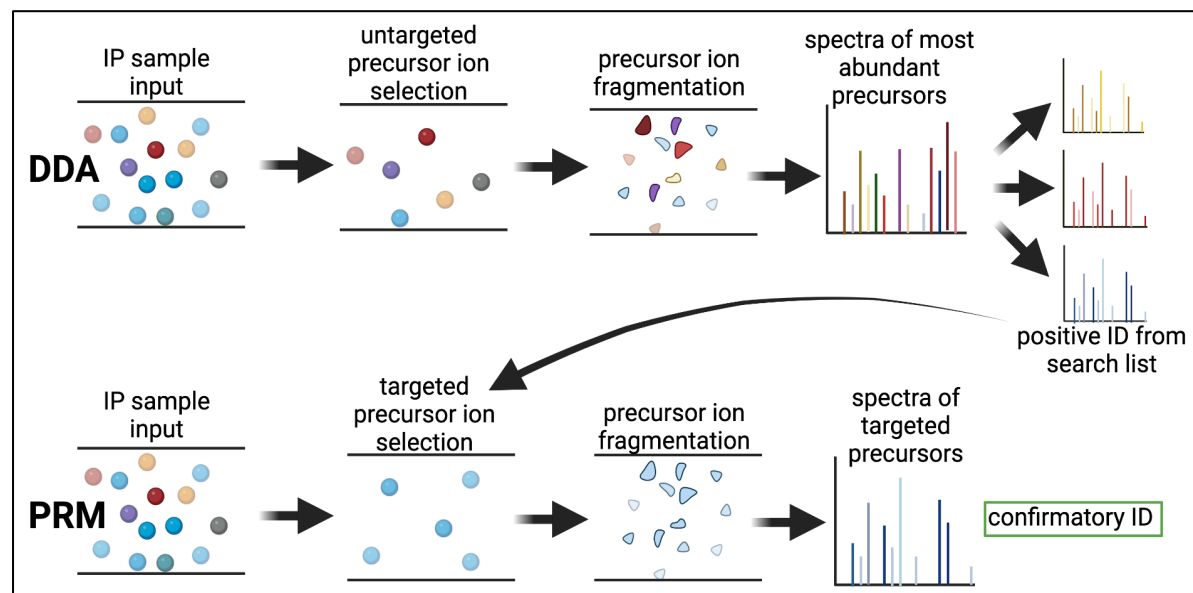 IP sample
input
untargeted
precursor ion
selection
precursor ion
fragmentation
spectra of most
abundant
precursors
DDA
positive ID from
search list
IP sample
input
targeted
precursor ion
selection
precursor ion
fragmentation
spectra of
targeted
precursors
PRM
confirmatory ID